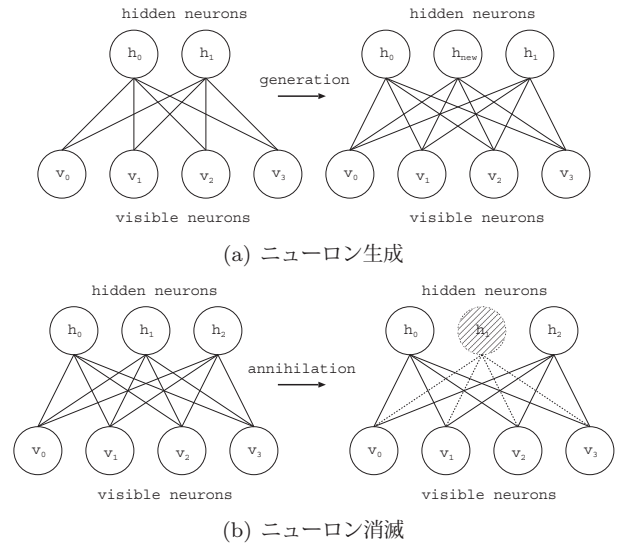 hidden neurons hidden neurons
h₀ h₁ h₀ h_new h₁
generation
v₀ v₁ v₂ v₃ v₀ v₁ v₂ v₃
visible neurons visible neurons
(a) ニューロン生成
hidden neurons hidden neurons
h₀ h₁ h₂ h₀ h₁ h₂
annihilation
v₀ v₁ v₂ v₃ v₀ v₁ v₂ v₃
visible neurons visible neurons
(b) ニューロン消滅